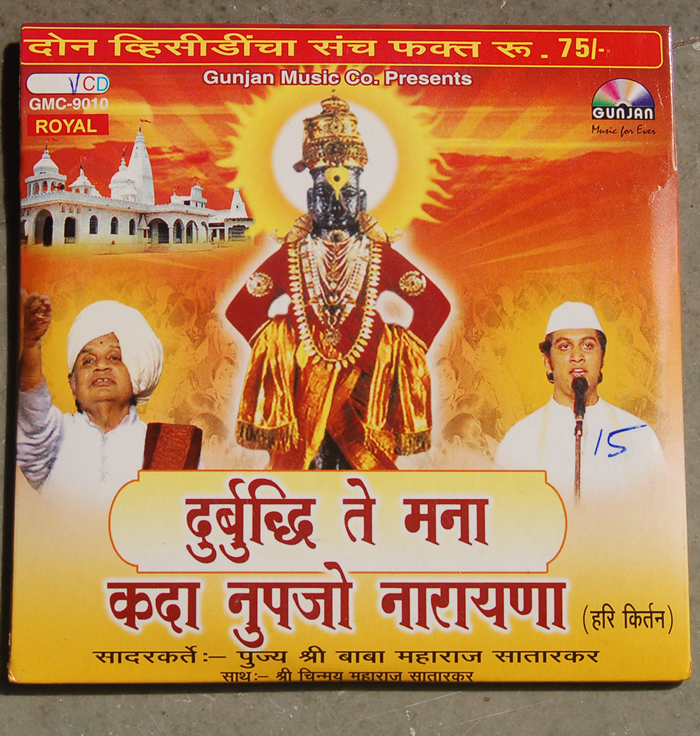 दोन व्हिसीडींचा संच फक्त रू . 75/-
Gunjan Music Co. Presents
VCD
GMC-9010
ROYAL
GUNJAN
Music for Ever
15
दुर्बुद्धि ते मना
कदा नुपजो नारायणा
(हरि किर्तन)
सादरकर्ते:– पुज्य श्री बाबा महाराज सातारकर
साथ:– श्री चिन्मय महाराज सातारकर